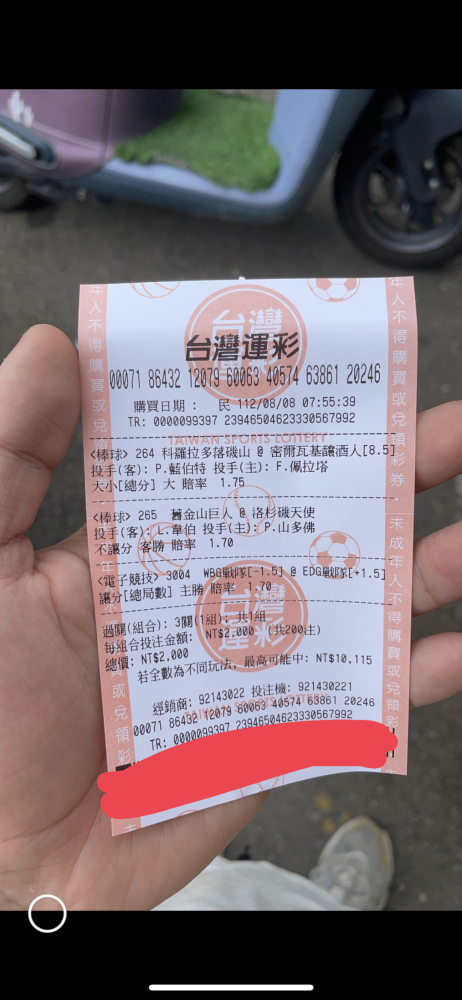 台灣運彩
00071 86432 12079 60063 40574 63861 20246
購買日期： 民 112/08/08 07:55:39
TR: 0000099397 23946504623330567992
TAIWAN SPORTS LOTTERY
<棒球> 264 科羅拉多落磯山 @ 密爾瓦基釀酒人[8.5]
投手(客): P.藍伯特 投手(主): F.佩拉塔
大小[總分] 大 賠率 1.75
<棒球> 265 舊金山巨人 @ 洛杉磯天使
投手(客): L.韋伯 投手(主): P.山多佛
不讓分 客勝 賠率 1.70
<電子競技> 3004 WBG戰隊[-1.5] @ EDG戰隊[+1.5]
讓分[總局數] 主勝 賠率 1.70
過關(組合): 3關(1組); 共1組
每組合投注金額: NT$2,000 (共200注)
總價: NT$2,000
若全數為不同玩法, 最高可能中: NT$10,115
經銷商: 92143022 投注機: 921430221
00071 86432 12079 60063 40574 63861 20246
TR: 0000099397 23946504623330567992
年人不得購買或兌領彩券．未成年人不得購買或兌領彩